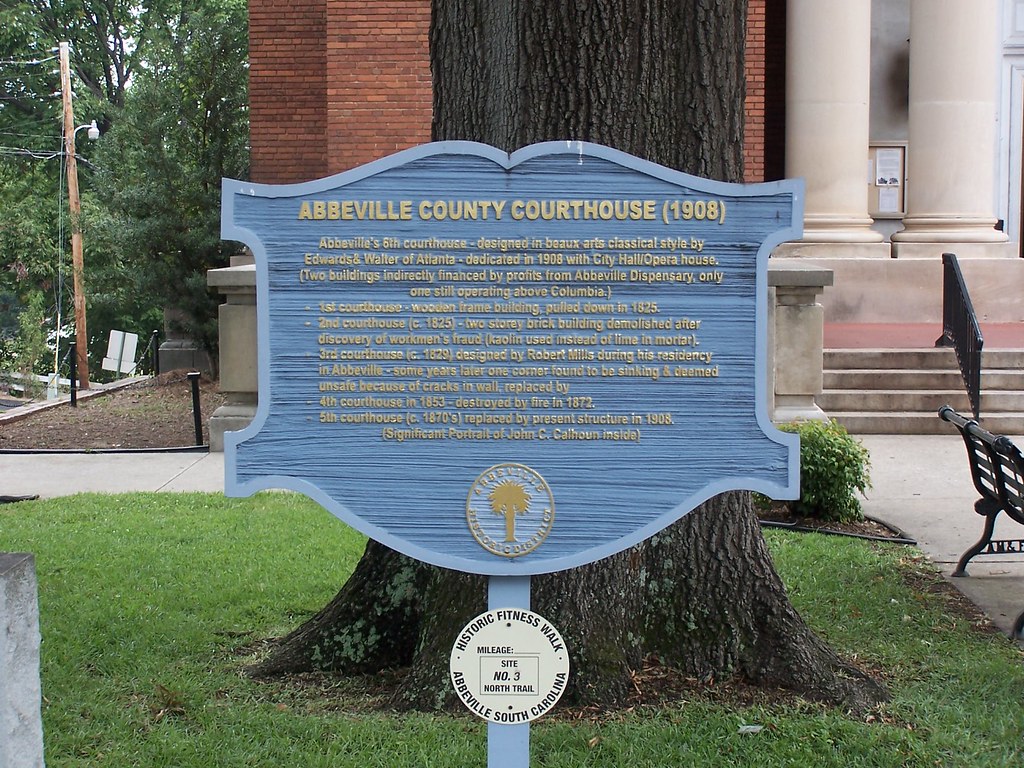 ABBEVILLE COUNTY COURTHOUSE (1908)
Abbeville's 6th courthouse - designed in beaux arts classical style by
Edwards& Walter of Atlanta - dedicated in 1908 with City Hall/Opera house.
(Two buildings indirectly financed by profits from Abbeville Dispensary, only
one still operating above Columbia.)
- 1st courthouse - wooden frame building, pulled down in 1825.
- 2nd courthouse (c. 1825) - two storey brick building demolished after
discovery of workmen's fraud (kaolin used instead of lime in mortar).
- 3rd courthouse (c. 1829) designed by Robert Mills during his residency
in Abbeville - some years later one corner found to be sinking & deemed
unsafe because of cracks in wall, replaced by
- 4th courthouse in 1853 - destroyed by fire in 1872.
5th courthouse (c. 1870's) replaced by present structure in 1908.
(Significant Portrait of John C. Calhoun inside)
ABBEVILLE
HISTORIC DISTRICT
HISTORIC FITNESS WALK
MILEAGE:
SITE
NO. 3
NORTH TRAIL
ABBEVILLE SOUTH CAROLINA